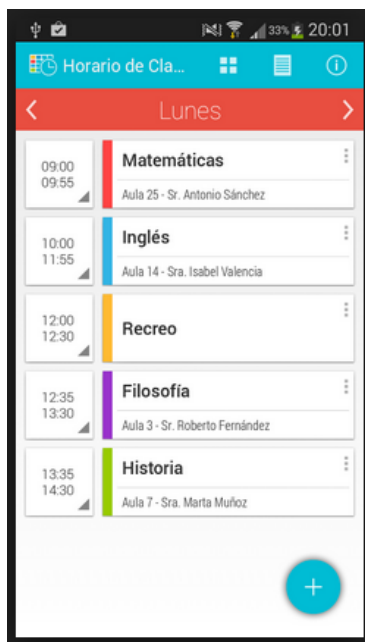 33% 20:01
Horario de Cla...
Lunes
09:00
09:55
Matemáticas
Aula 25 - Sr. Antonio Sánchez
10:00
11:55
Inglés
Aula 14 - Sra. Isabel Valencia
12:00
12:30
Recreo
12:35
13:30
Filosofía
Aula 3 - Sr. Roberto Fernández
13:35
14:30
Historia
Aula 7 - Sra. Marta Muñoz